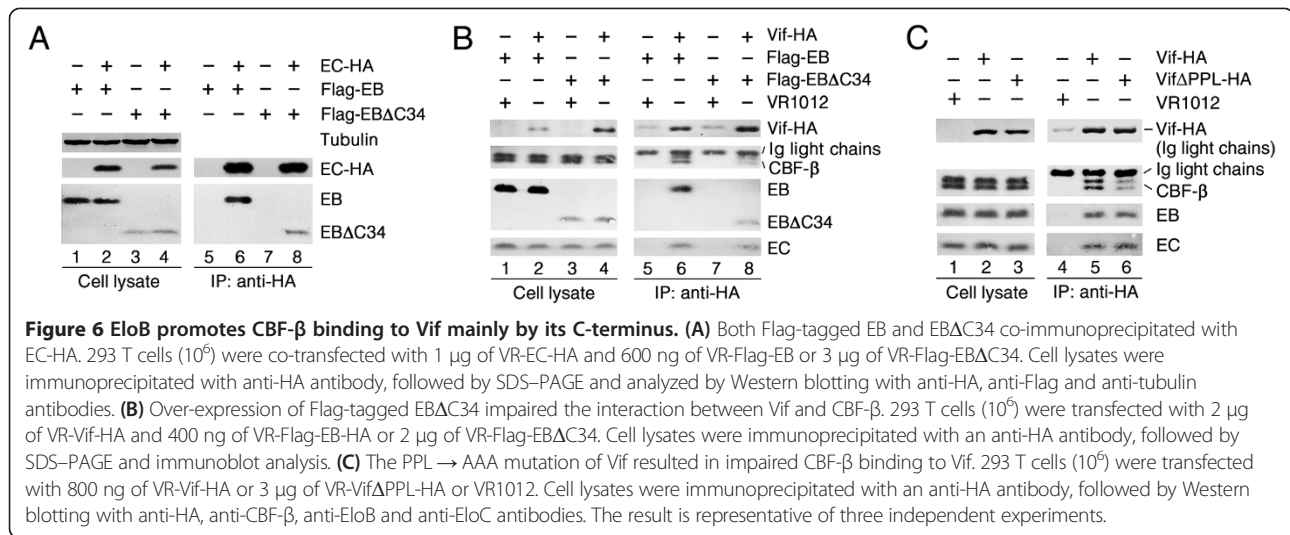 A
− + − + − + − + EC-HA
+ + − − + + − − Flag-EB
− − + + − − + + Flag-EBΔC34
Tubulin
EC-HA
EB
EBΔC34
1 2 3 4 5 6 7 8
Cell lysate IP: anti-HA
B
− + − + − + − + Vif-HA
+ + − − + + − − Flag-EB
− − + + − − + + Flag-EBΔC34
+ − + − + − + − VR1012
Vif-HA
Ig light chains
CBF-β
EB
EBΔC34
EC
1 2 3 4 5 6 7 8
Cell lysate IP: anti-HA
C
− + − − + − Vif-HA
− − + − − + VifΔPPL-HA
+ − − + − − VR1012
Vif-HA
(Ig light chains)
Ig light chains
CBF-β
EB
EC
1 2 3 4 5 6
Cell lysate IP: anti-HA
Figure 6 EloB promotes CBF-β binding to Vif mainly by its C-terminus. (A) Both Flag-tagged EB and EBΔC34 co-immunoprecipitated with
EC-HA. 293 T cells (10⁶) were co-transfected with 1 μg of VR-EC-HA and 600 ng of VR-Flag-EB or 3 μg of VR-Flag-EBΔC34. Cell lysates were
immunoprecipitated with anti-HA antibody, followed by SDS–PAGE and analyzed by Western blotting with anti-HA, anti-Flag and anti-tubulin
antibodies. (B) Over-expression of Flag-tagged EBΔC34 impaired the interaction between Vif and CBF-β. 293 T cells (10⁶) were transfected with 2 μg
of VR-Vif-HA and 400 ng of VR-Flag-EB-HA or 2 μg of VR-Flag-EBΔC34. Cell lysates were immunoprecipitated with an anti-HA antibody, followed by
SDS–PAGE and immunoblot analysis. (C) The PPL → AAA mutation of Vif resulted in impaired CBF-β binding to Vif. 293 T cells (10⁶) were transfected
with 800 ng of VR-Vif-HA or 3 μg of VR-VifΔPPL-HA or VR1012. Cell lysates were immunoprecipitated with an anti-HA antibody, followed by Western
blotting with anti-HA, anti-CBF-β, anti-EloB and anti-EloC antibodies. The result is representative of three independent experiments.